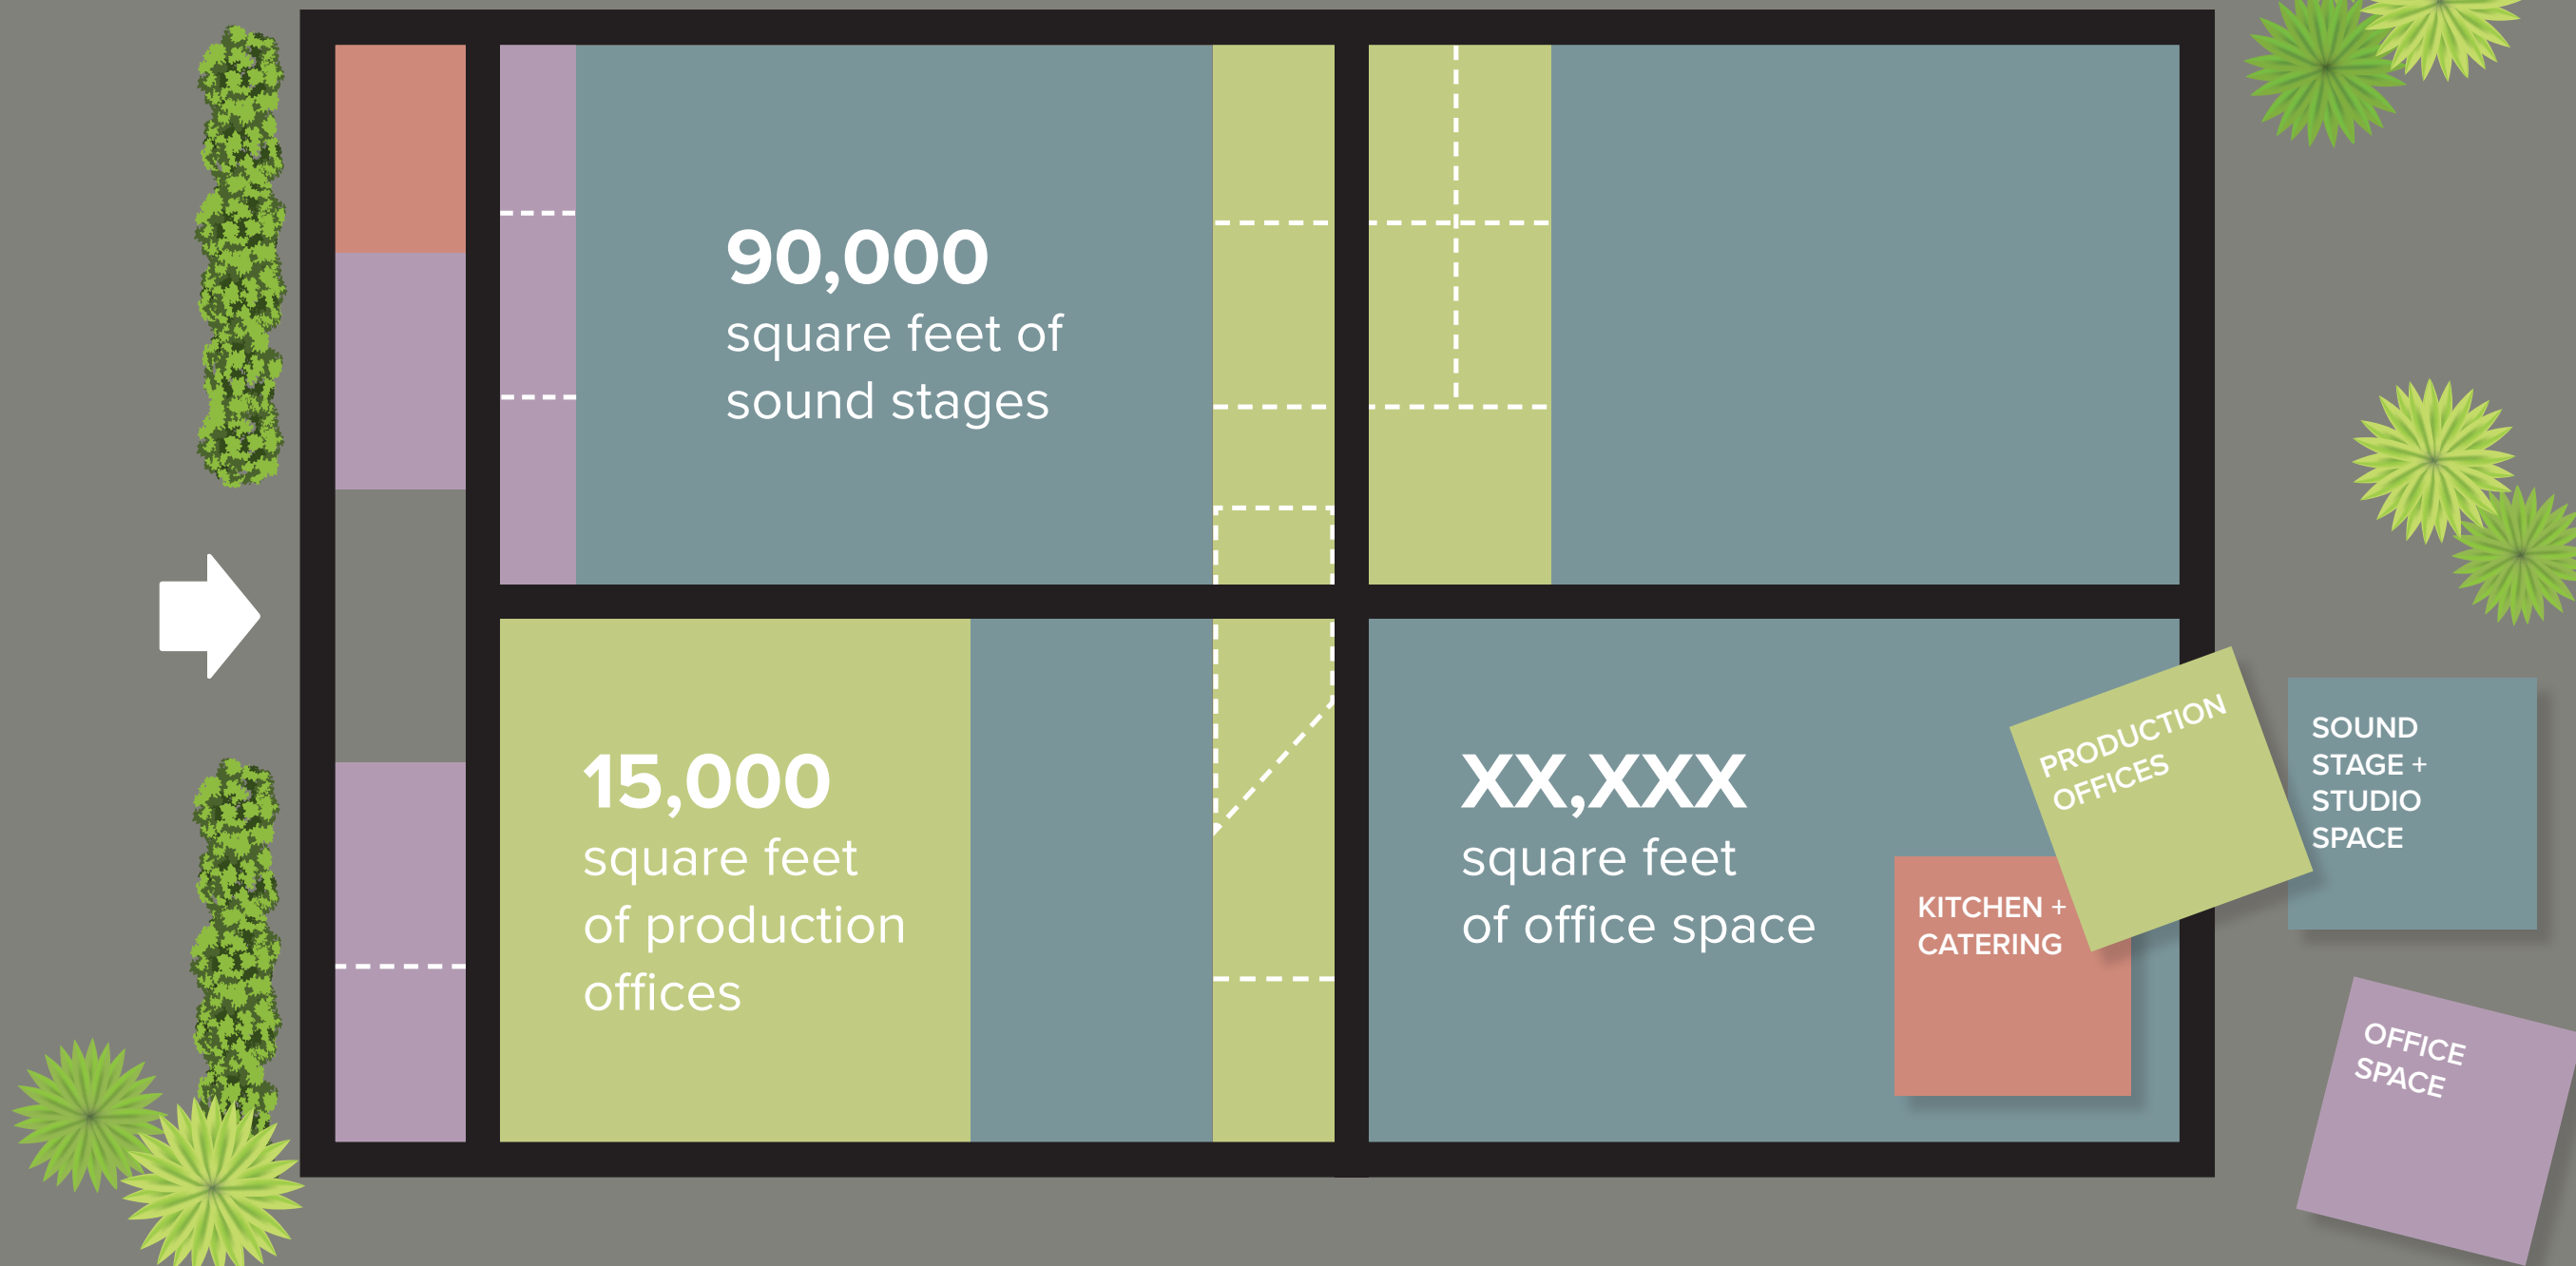 90,000
square feet of
sound stages
15,000
square feet
of production
offices
XX,XXX
square feet
of office space
KITCHEN +
CATERING
PRODUCTION
OFFICES
SOUND
STAGE +
STUDIO
SPACE
OFFICE
SPACE